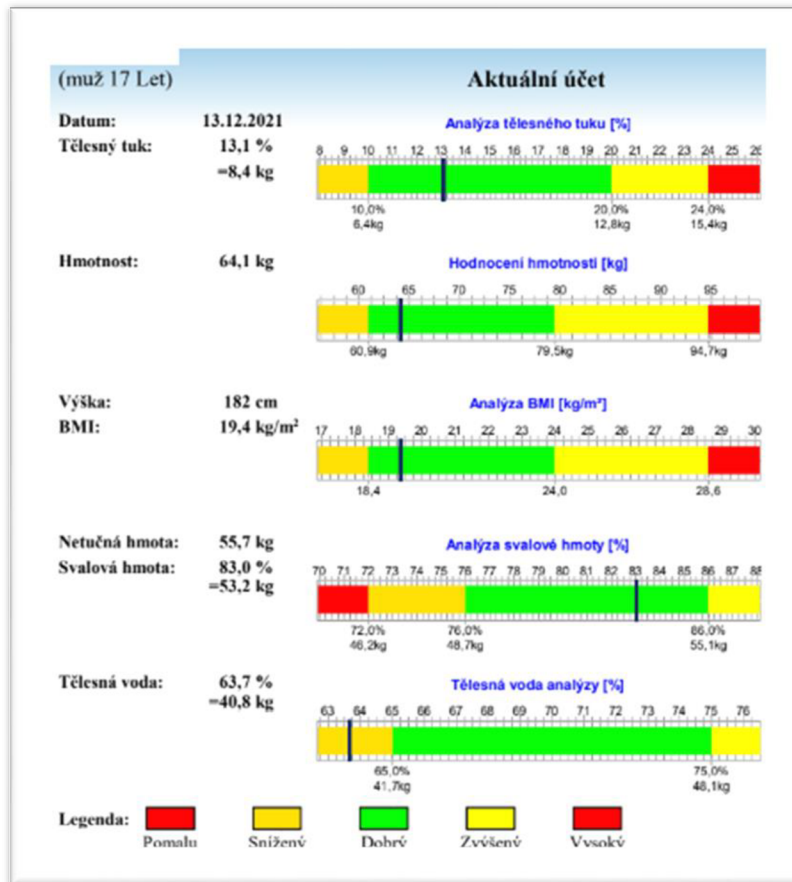 (muž 17 Let)
Aktuální účet
Datum: 13.12.2021
Analýza tělesného tuku [%]
Tělesný tuk: 13,1 %
=8,4 kg
8 9 10 11 12 13 14 15 16 17 18 19 20 21 22 23 24 25 26
10,0% 20,0% 24,0%
6,4kg 12,8kg 15,4kg
Hmotnost: 64,1 kg
Hodnocení hmotnosti [kg]
60 65 70 75 80 85 90 95
60,9kg 79,5kg 94,7kg
Výška: 182 cm
Analýza BMI [kg/m²]
BMI: 19,4 kg/m²
17 18 19 20 21 22 23 24 25 26 27 28 29 30
18,4 24,0 28,6
Netučná hmota: 55,7 kg
Analýza svalové hmoty [%]
Svalová hmota: 83,0 %
=53,2 kg
70 71 72 73 74 75 76 77 78 79 80 81 82 83 84 85 86 87 88
72,0% 76,0% 86,0%
46,2kg 48,7kg 55,1kg
Tělesná voda: 63,7 %
=40,8 kg
Tělesná voda analýzy [%]
63 64 65 66 67 68 69 70 71 72 73 74 75 76
65,0% 75,0%
41,7kg 48,1kg
Legenda:
Pomalu Snížený Dobrý Zvýšený Vysoký